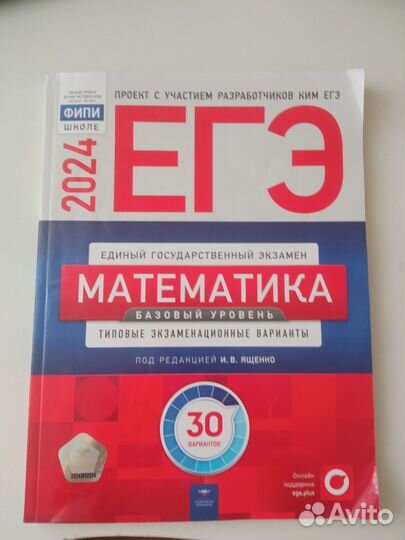 ПРОЕКТ С УЧАСТИЕМ РАЗРАБОТЧИКОВ КИМ ЕГЭ
ФИПИ
ШКОЛЕ
2024
ЕГЭ
ЕДИНЫЙ ГОСУДАРСТВЕННЫЙ ЭКЗАМЕН
МАТЕМАТИКА
БАЗОВЫЙ УРОВЕНЬ
ТИПОВЫЕ ЭКЗАМЕНАЦИОННЫЕ ВАРИАНТЫ
ПОД РЕДАКЦИЕЙ И. В. ЯЩЕНКО
30
ВАРИАНТОВ
Онлайн
поддержка
ege.plus
Avito